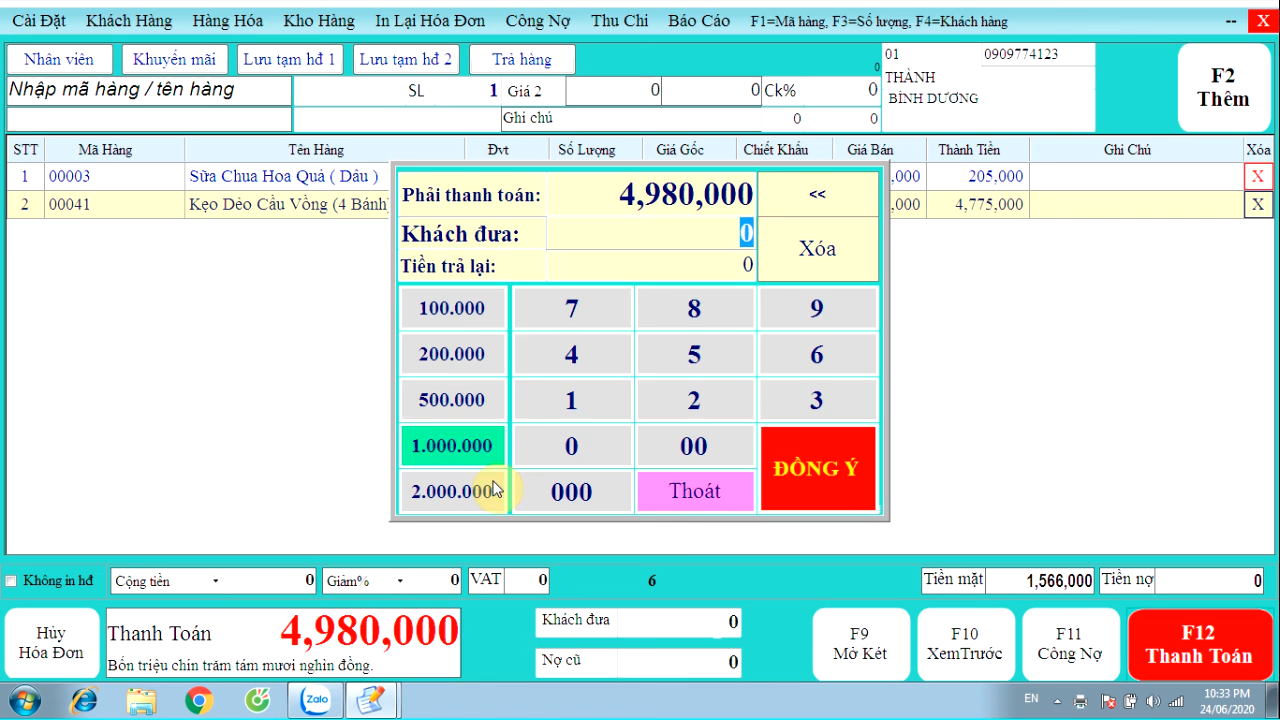 Cài Đặt Khách Hàng Hàng Hóa Kho Hàng In Lại Hóa Đơn Công Nợ Thu Chi Báo Cáo F1=Mã hàng, F3=Số lượng, F4=Khách hàng -- X
Nhân viên Khuyến mãi Lưu tạm hđ 1 Lưu tạm hđ 2 Trả hàng 0 01 0909774123
THÀNH
BÌNH DƯƠNG
F2
Thêm
Nhập mã hàng / tên hàng SL 1 Giá 2 0 0 Ck% 0
Ghi chú 0 0
STT Mã Hàng Tên Hàng Đvt Số Lượng Giá Gốc Chiết Khấu Giá Bán Thành Tiền Ghi Chú Xóa
1 00003 Sữa Chua Hoa Quả ( Dâu ) ,000 205,000 X
2 00041 Kẹo Dẻo Cầu Vồng (4 Bánh) ,000 4,775,000 X
Phải thanh toán: 4,980,000 <<
Khách đưa: 0 Xóa
Tiền trả lại: 0
100.000 7 8 9
200.000 4 5 6
500.000 1 2 3
1.000.000 0 00 ĐỒNG Ý
2.000.000 000 Thoát
Không in hđ Cộng tiền 0 Giảm% 0 VAT 0 6 Tiền mặt 1,566,000 Tiền nợ 0
Hủy
Hóa Đơn
Thanh Toán 4,980,000
Bốn triệu chín trăm tám mươi nghìn đồng.
Khách đưa 0
Nợ cũ 0
F9
Mở Két
F10
XemTrước
F11
Công Nợ
F12
Thanh Toán
Zalo EN 10:33 PM
24/06/2020